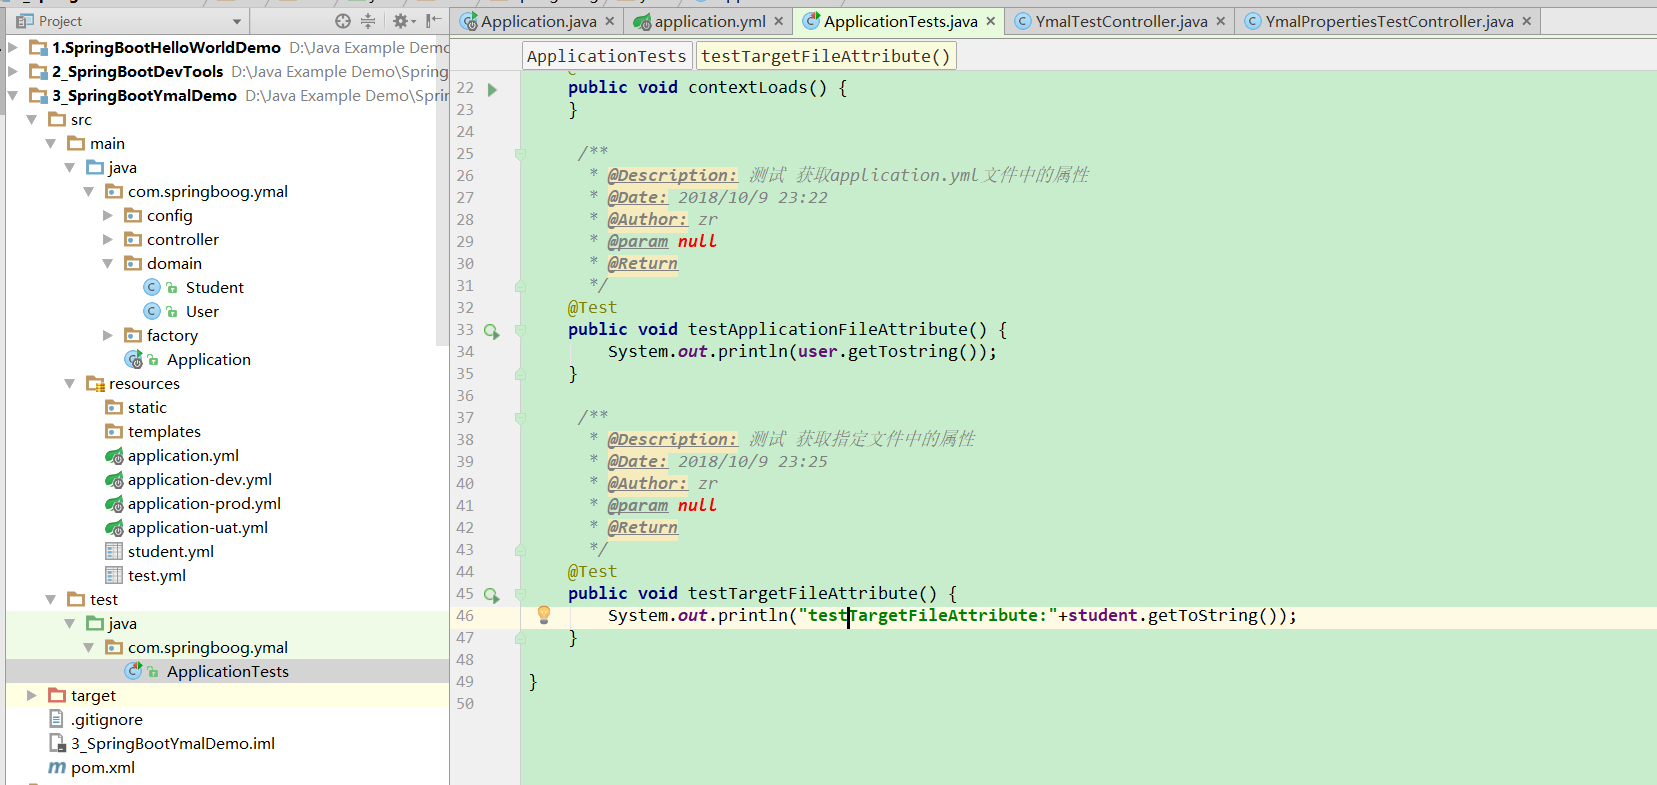 Project
1.SpringBootHelloWorldDemo D:\Java Example Demo
2_SpringBootDevTools D:\Java Example Demo\Spring
3_SpringBootYmalDemo D:\Java Example Demo\Spri
src
main
java
com.springboog.ymal
config
controller
domain
Student
User
factory
Application
resources
static
templates
application.yml
application-dev.yml
application-prod.yml
application-uat.yml
student.yml
test.yml
test
java
com.springboog.ymal
ApplicationTests
target
.gitignore
3_SpringBootYmalDemo.iml
pom.xml
Application.java application.yml ApplicationTests.java YmalTestController.java YmalPropertiesTestController.java
ApplicationTests testTargetFileAttribute()
22 public void contextLoads() {
23 }
24
25 /**
26 * @Description: 测试 获取application.yml文件中的属性
27 * @Date: 2018/10/9 23:22
28 * @Author: zr
29 * @param null
30 * @Return
31 */
32 @Test
33 public void testApplicationFileAttribute() {
34 System.out.println(user.getTostring());
35 }
36
37 /**
38 * @Description: 测试 获取指定文件中的属性
39 * @Date: 2018/10/9 23:25
40 * @Author: zr
41 * @param null
42 * @Return
43 */
44 @Test
45 public void testTargetFileAttribute() {
46 System.out.println("testTargetFileAttribute:"+student.getToString());
47 }
48
49 }
50